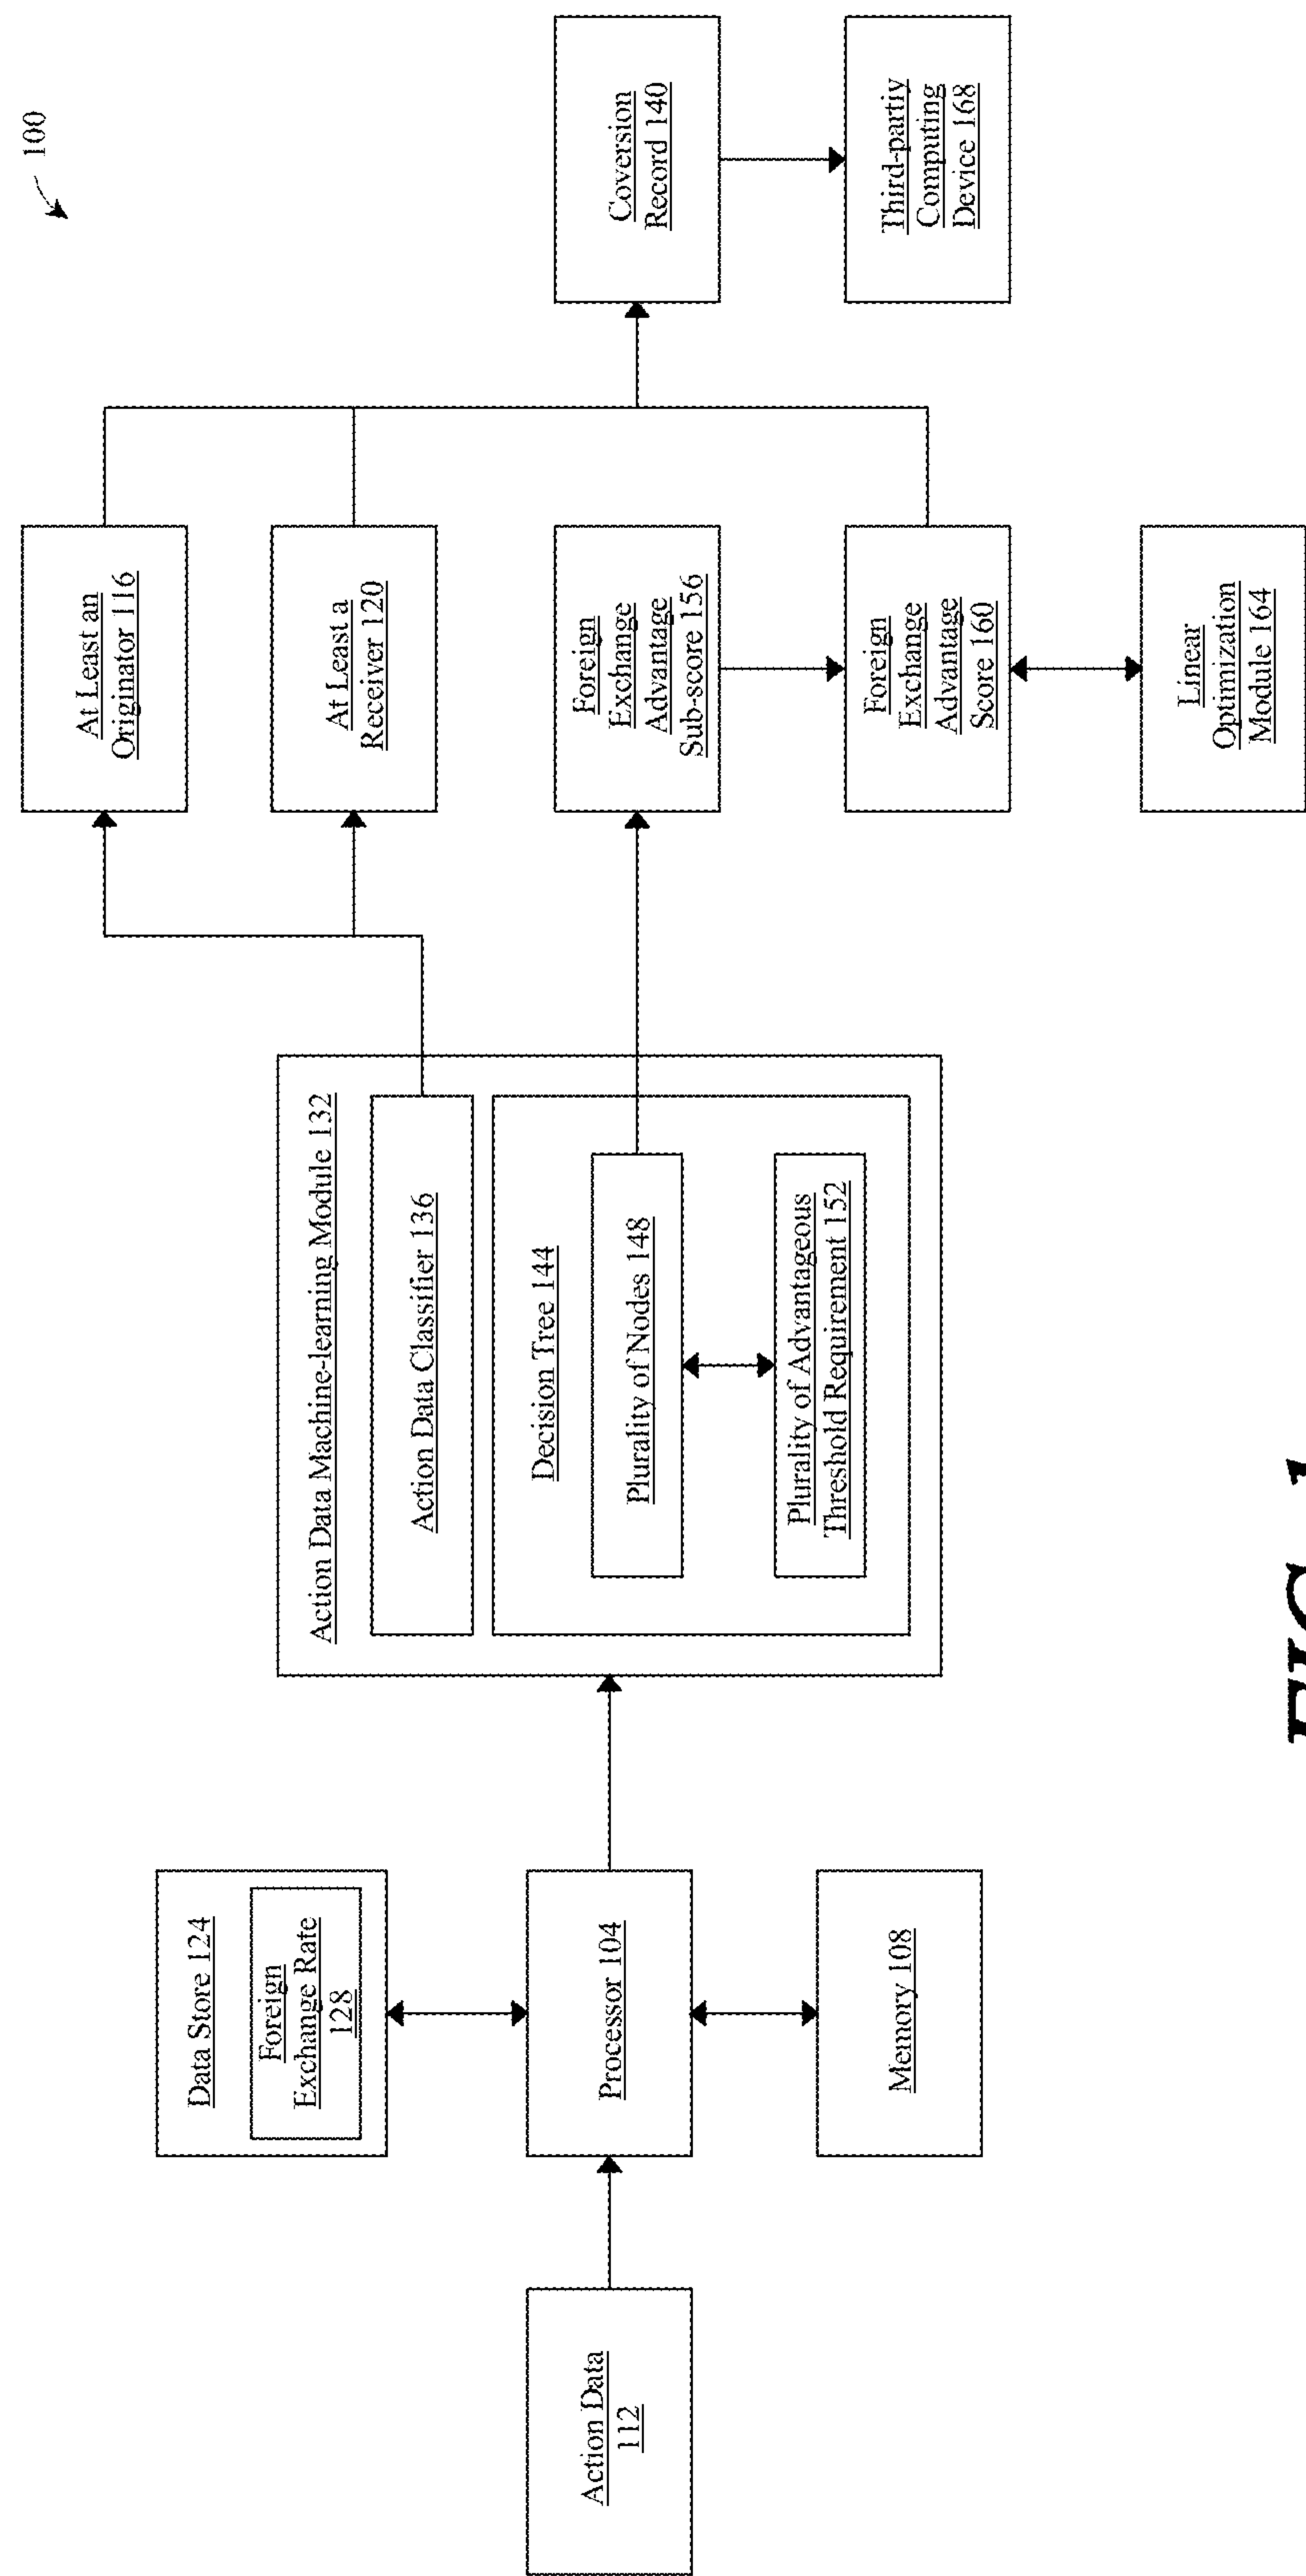 100
Action Data
112
Data Store 124
Foreign
Exchange Rate
128
Processor 104
Memory 108
Action Data Machine-learning Module 132
Action Data Classifier 136
Decision Tree 144
Plurality of Nodes 148
Plurality of Advantageous
Threshold Requirement 152
At Least an
Originator 116
At Least a
Receiver 120
Foreign
Exchange
Advantage
Sub-score 156
Foreign
Exchange
Advantage
Score 160
Linear
Optimization
Module 164
Coversion
Record 140
Third-partiy
Computing
Device 168
FIG. 1